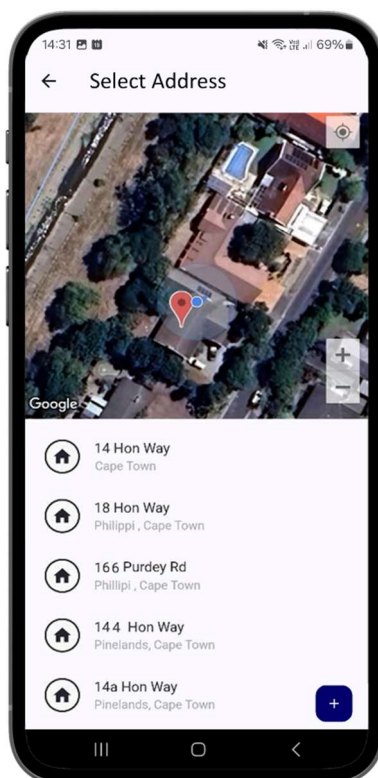 14:31
69%
Select Address
Google
14 Hon Way
Cape Town
18 Hon Way
Philippi , Cape Town
166 Purdey Rd
Phillipi , Cape Town
144 Hon Way
Pinelands, Cape Town
14a Hon Way
Pinelands, Cape Town